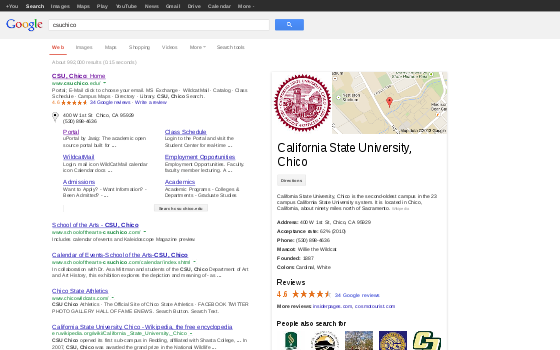 +You Search Images Maps Play YouTube News Gmail Drive Calendar More
Google csuchico
Web Images Maps Shopping Videos More Search tools
CSU, Chico: Home
www.csuchico.edu/
Portal; E-Mail click to choose your email. MS Exchange · WildcatMail · Catalog · Class
Schedule · Campus Maps · Directory · Library. CSU, Chico Search.
4.6 34 Google reviews · Write a review
400 W 1st St Chico, CA 95929
(530) 898-4636
Portal
uPortal by Jasig: The academic open
source portal built for ...
Class Schedule
Login to the Portal and visit the
Student Center for real-time ...
WildcatMail
Login. mail icon WildCatMail calendar
icon Calendar docs ...
Employment Opportunities
Employment Opportunities. Faculty,
faculty member lecturing. A ...
Admissions
Want to Apply? · Want Information? ·
Been Admitted? · ...
Academics
Academic Programs · Colleges &
Departments · Graduate Studies
School of the Arts - CSU, Chico
www.schoolofthearts-csuchico.com/
Includes calendar of events and Kaleidoscope Magazine preview.
Calendar of Events-School of the Arts-CSU, Chico
www.schoolofthearts-csuchico.com/calendar/index.shtml
In collaboration with Dr. Asa Mittman and students of the CSU, Chico Department of Art
and Art History, this exhibition explores the depiction and meaning of · as ...
Chico State Athletics
www.chicowildcats.com/
CSU Chico Athletics · The Official Site of Chico State Athletics · FACEBOOK TWITTER
PHOTO GALLERY HALL OF FAME ENEWS. Search Button. Search Text.
California State University, Chico - Wikipedia, the free encyclopedia
en.wikipedia.org/wiki/California_State_University,_Chico
CSU Chico opened its first sub-campus in Redding, affiliated with Shasta College, ... in
2007, CSU, Chico was awarded the grand prize in the National Wildlife ...
California State University,
Chico
Directions
California State University, Chico is the second-oldest campus in the 23
campus California State University system. It is located in Chico,
California, about ninety miles north of Sacramento. Wikipedia
Address: 400 W 1st St, Chico, CA 95929
Acceptance rate: 62% (2010)
Phone: (530) 898-4636
Mascot: Willie the Wildcat
Founded: 1887
Colors: Cardinal, White
Reviews
4.6 34 Google reviews
More reviews: insiderpages.com, cosmotourist.com
People also search for